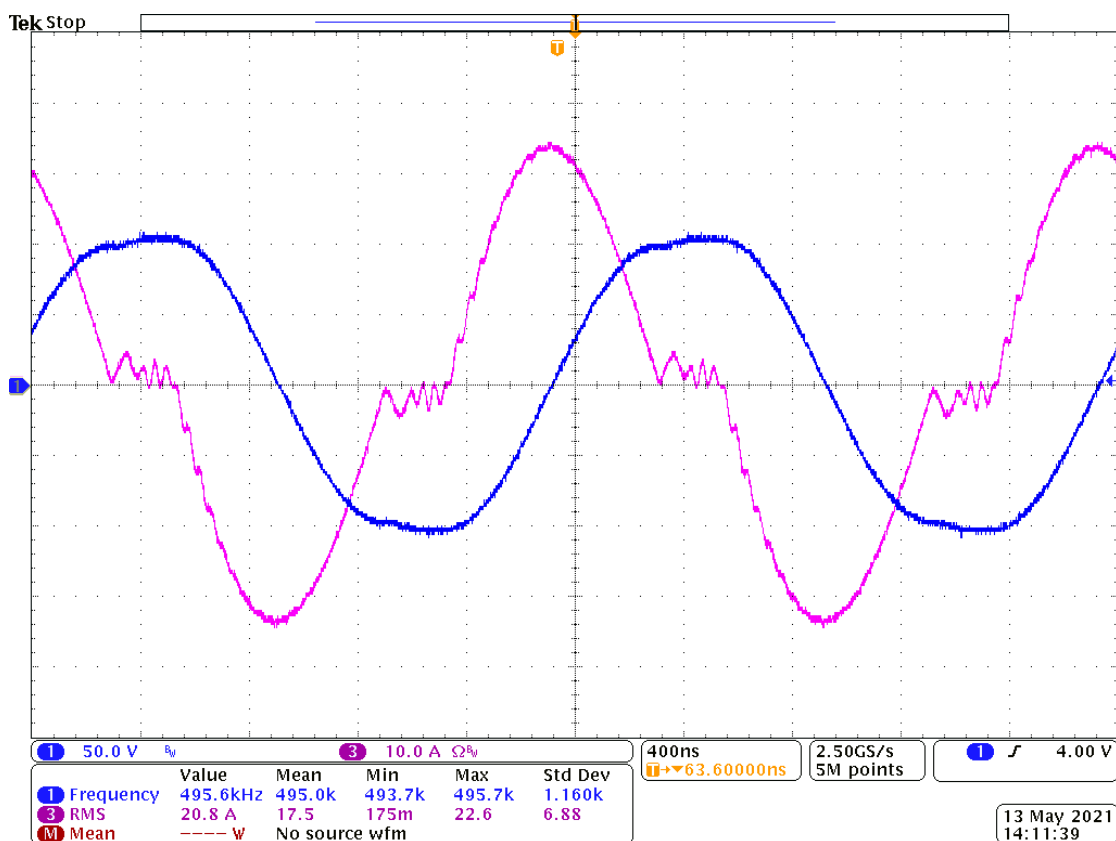 Tek Stop
T
T
1
1 50.0 V BW 3 10.0 A ΩBW
400ns
T→▼63.60000ns
2.50GS/s
5M points
1 ʃ 4.00 V
Value Mean Min Max Std Dev
1 Frequency 495.6kHz 495.0k 493.7k 495.7k 1.160k
3 RMS 20.8 A 17.5 175m 22.6 6.88
M Mean ---- W No source wfm
13 May 2021
14:11:39